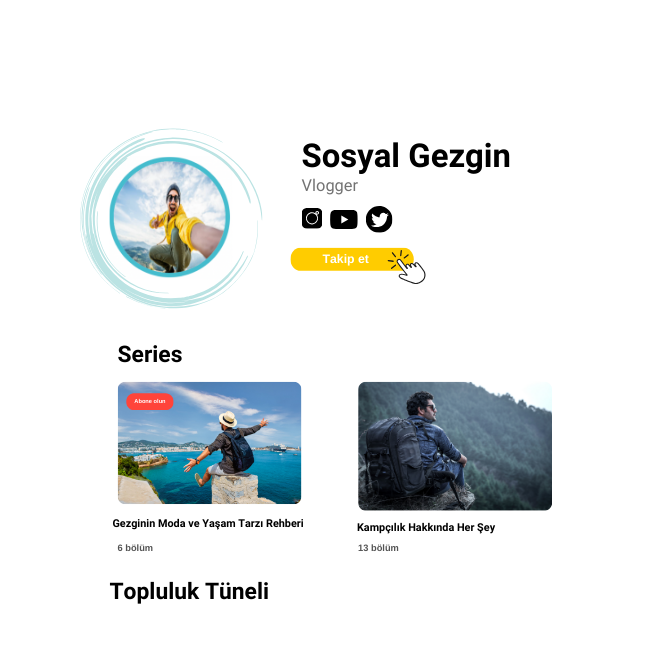 Sosyal Gezgin
Vlogger
Takip et
Series
Abone olun
Gezginin Moda ve Yaşam Tarzı Rehberi
6 bölüm
Kampçılık Hakkında Her Şey
13 bölüm
Topluluk Tüneli